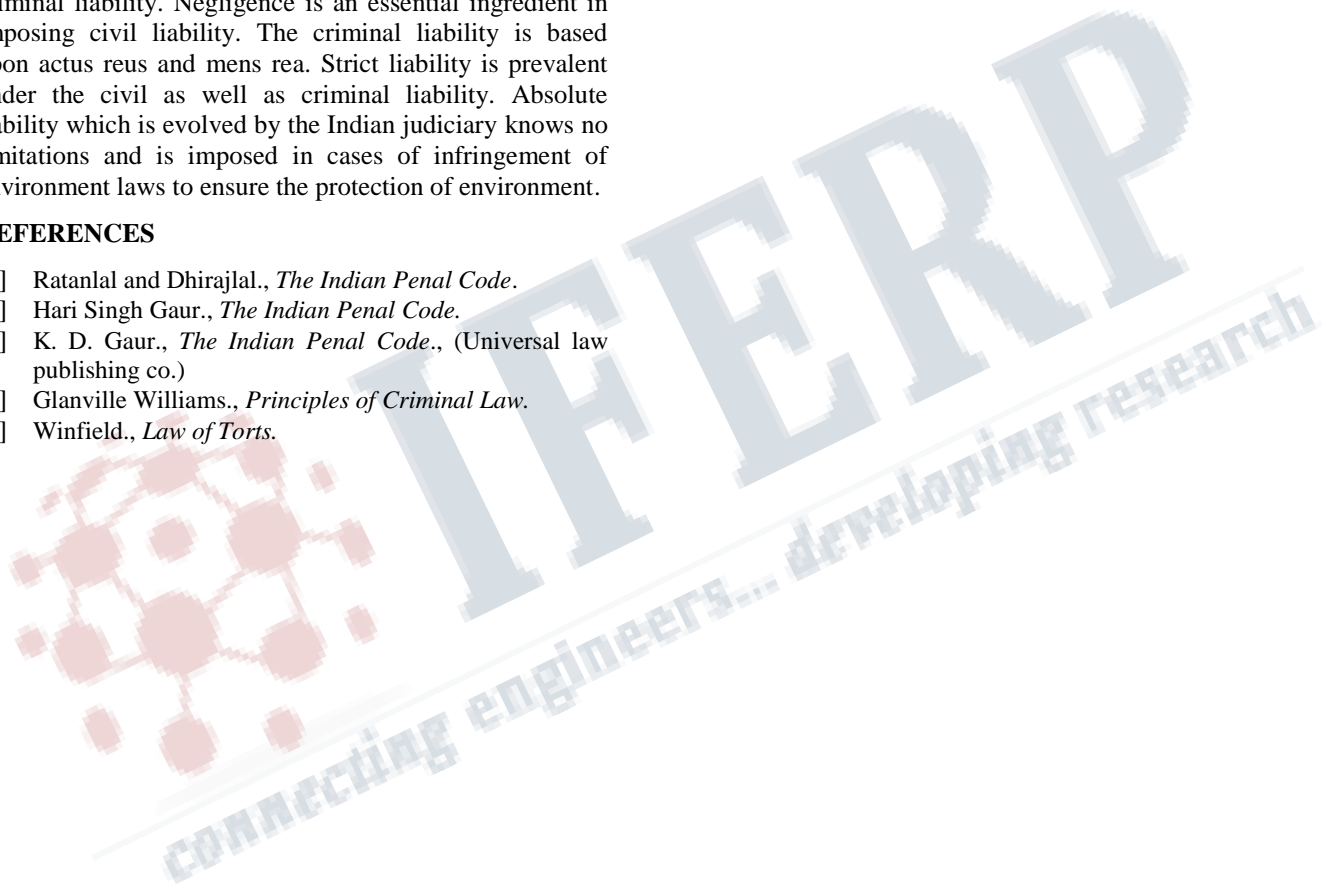 iminal liability. Negligence is an essential ingredient in
posing civil liability. The criminal liability is based
on actus reus and mens rea. Strict liability is prevalent
der the civil as well as criminal liability. Absolute
ability which is evolved by the Indian judiciary knows no
mitations and is imposed in cases of infringement of
vironment laws to ensure the protection of environment.
EFERENCES
] Ratanlal and Dhirajlal., The Indian Penal Code.
] Hari Singh Gaur., The Indian Penal Code.
] K. D. Gaur., The Indian Penal Code., (Universal law
publishing co.)
] Glanville Williams., Principles of Criminal Law.
] Winfield., Law of Torts.
IFERP
connecting engineers... developing research